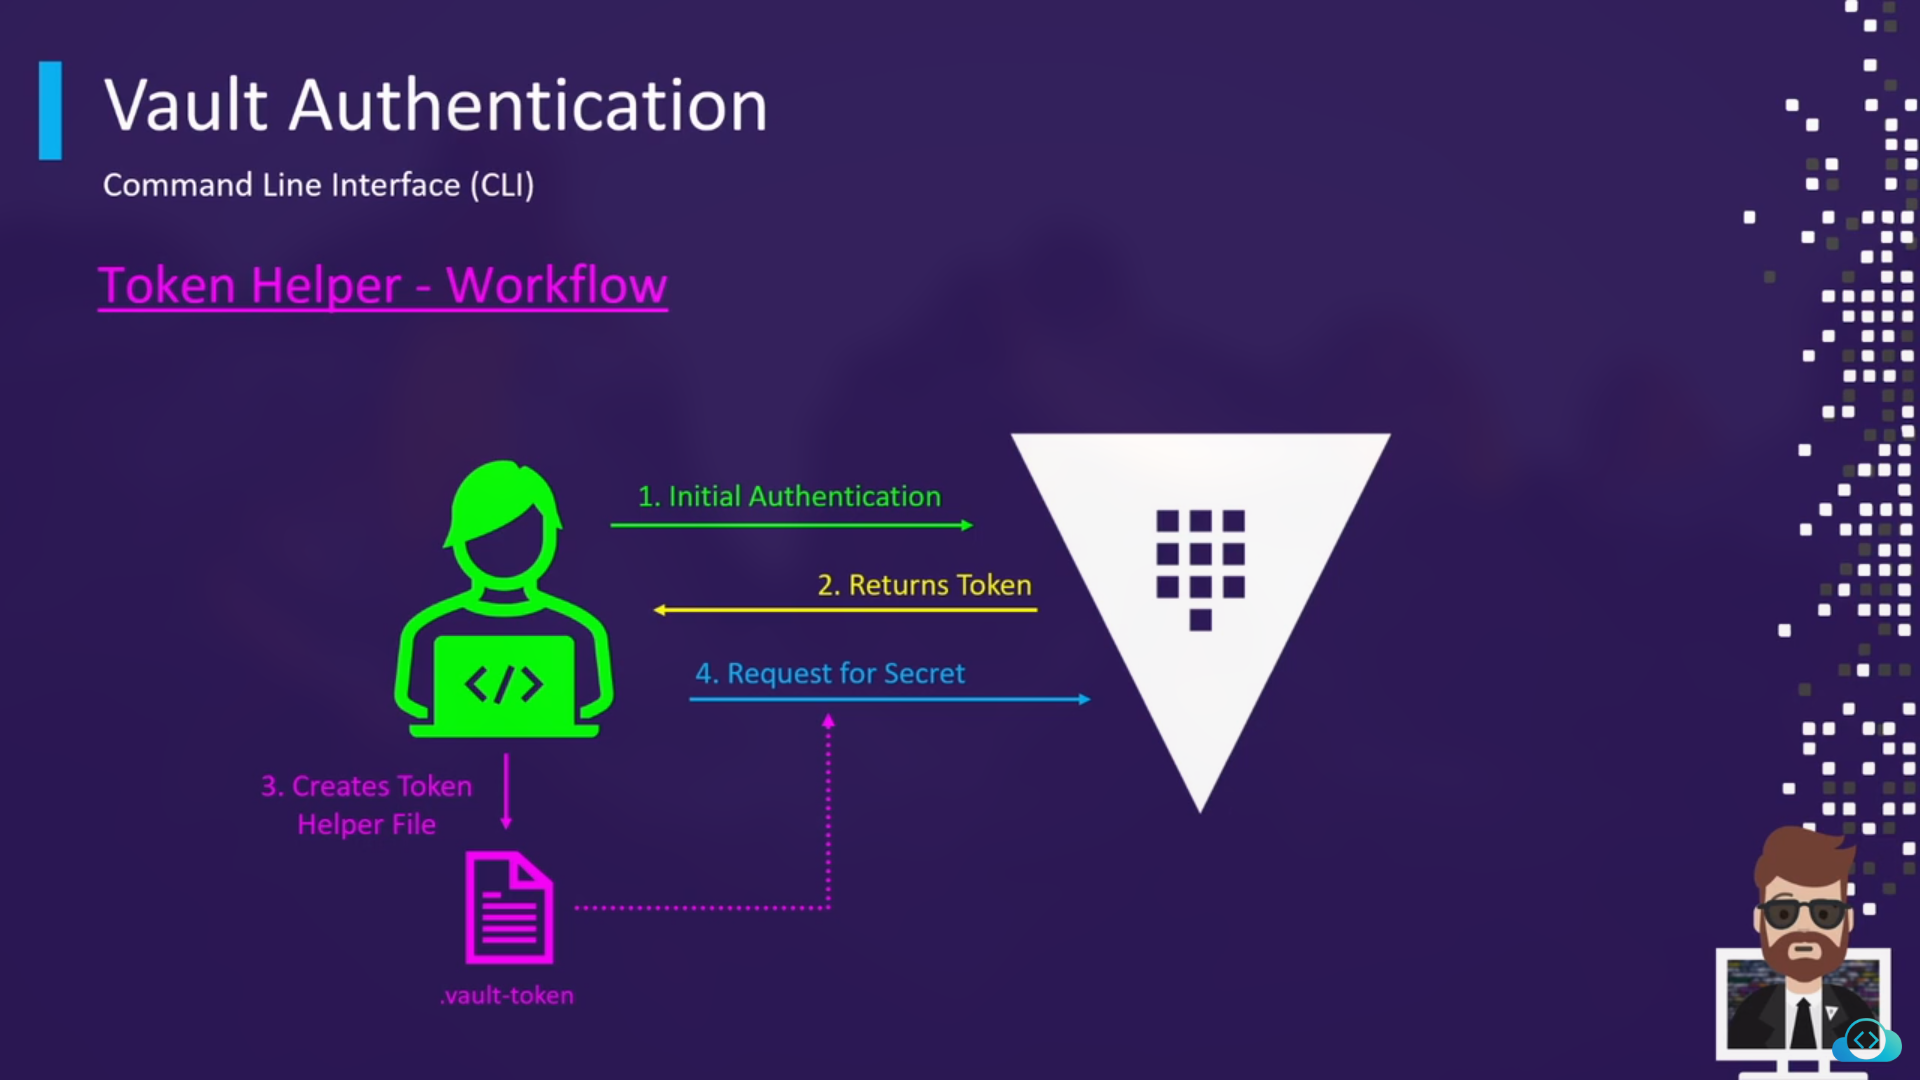 Vault Authentication
Command Line Interface (CLI)
Token Helper - Workflow
1. Initial Authentication
2. Returns Token
4. Request for Secret
3. Creates Token
Helper File
.vault-token
</>